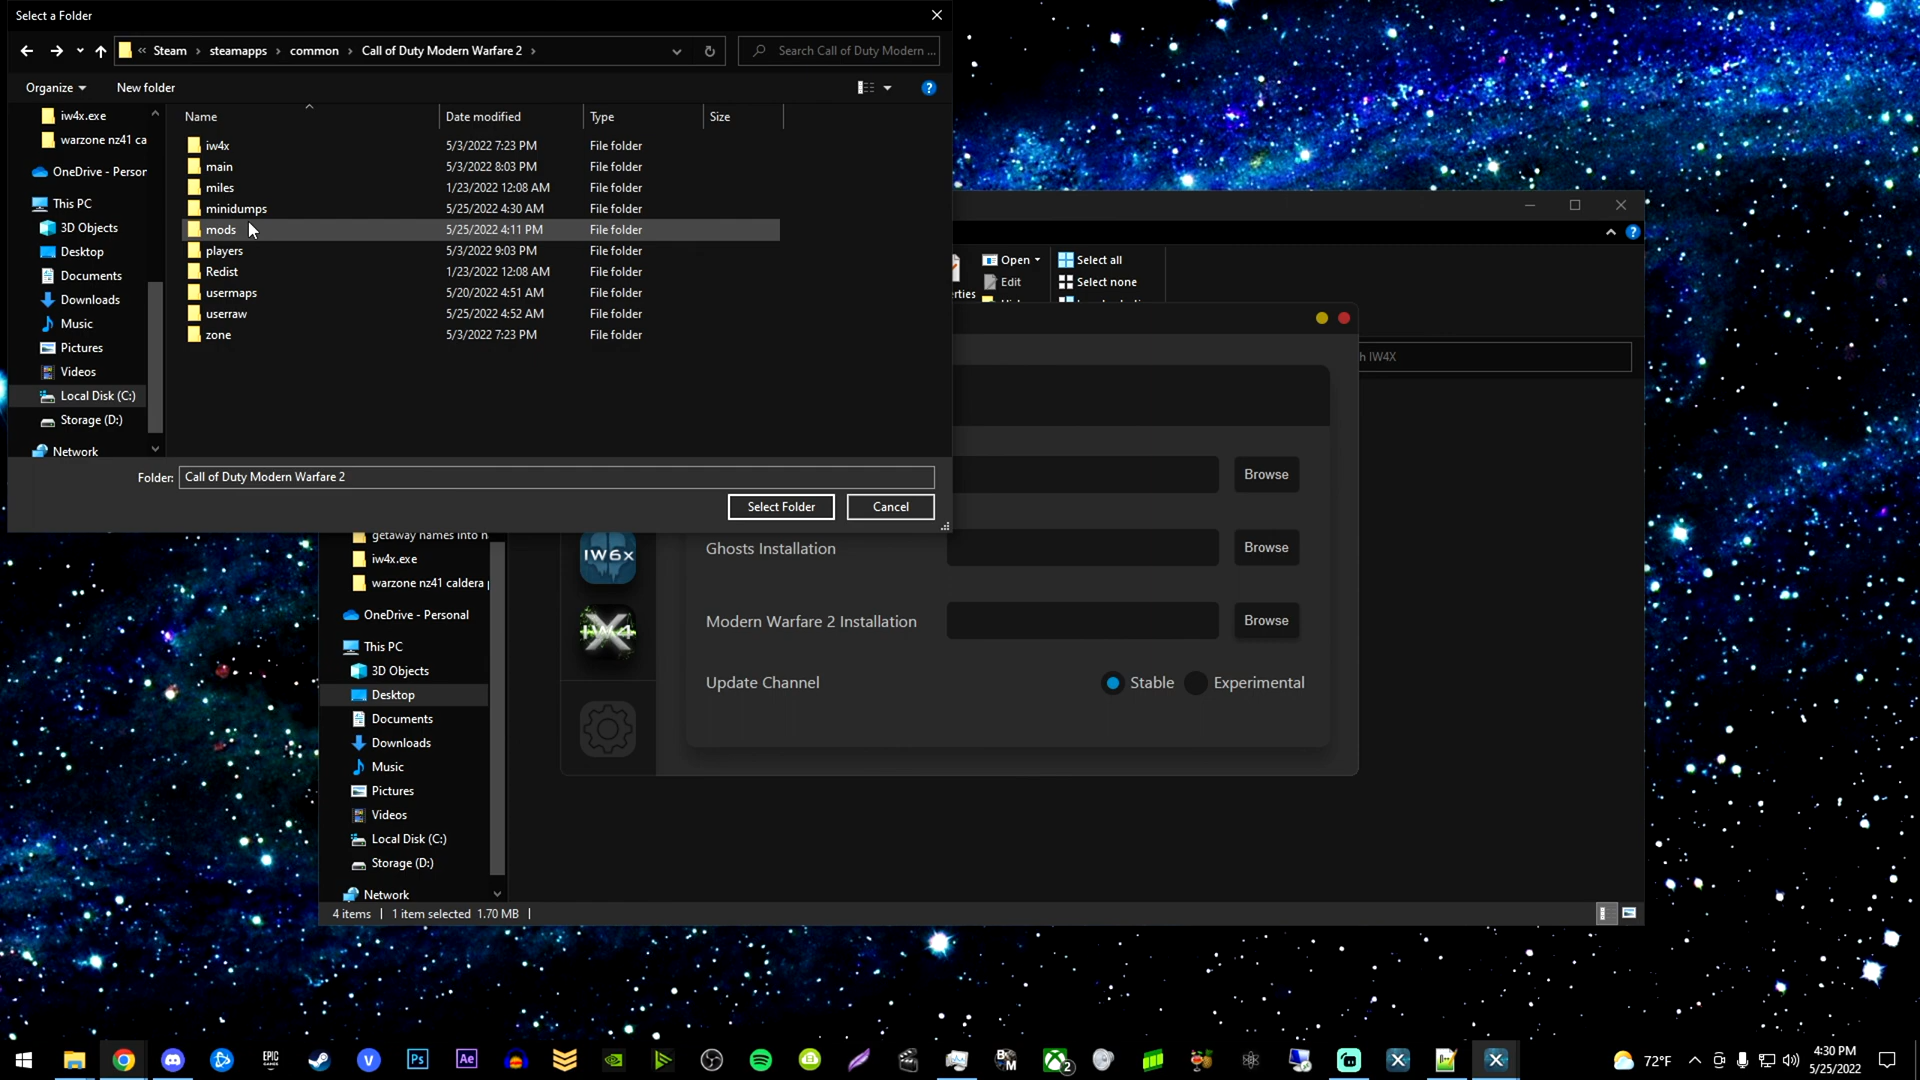 Select a Folder
« Steam › steamapps › common › Call of Duty Modern Warfare 2 ›
Search Call of Duty Modern ...
Organize
New folder
Name
Date modified
Type
Size
iw4x.exe
warzone nz41 ca
OneDrive - Person
This PC
3D Objects
Desktop
Documents
Downloads
Music
Pictures
Videos
Local Disk (C:)
Storage (D:)
Network
iw4x 5/3/2022 7:23 PM File folder
main 5/3/2022 8:03 PM File folder
miles 1/23/2022 12:08 AM File folder
minidumps 5/25/2022 4:30 AM File folder
mods 5/25/2022 4:11 PM File folder
players 5/3/2022 9:03 PM File folder
Redist 1/23/2022 12:08 AM File folder
usermaps 5/20/2022 4:51 AM File folder
userraw 5/25/2022 4:52 AM File folder
zone 5/3/2022 7:23 PM File folder
Folder: Call of Duty Modern Warfare 2
Select Folder
Cancel
erties
Open
Edit
Select all
Select none
h IW4X
Browse
IW6X
Ghosts Installation
Browse
IW4
X
Modern Warfare 2 Installation
Browse
Update Channel
Stable
Experimental
getaway names into h
iw4x.exe
warzone nz41 caldera
OneDrive - Personal
This PC
3D Objects
Desktop
Documents
Downloads
Music
Pictures
Videos
Local Disk (C:)
Storage (D:)
Network
4 items
1 item selected 1.70 MB
EPIC GAMES
V
Ps
Ae
2
72°F
4:30 PM
5/25/2022